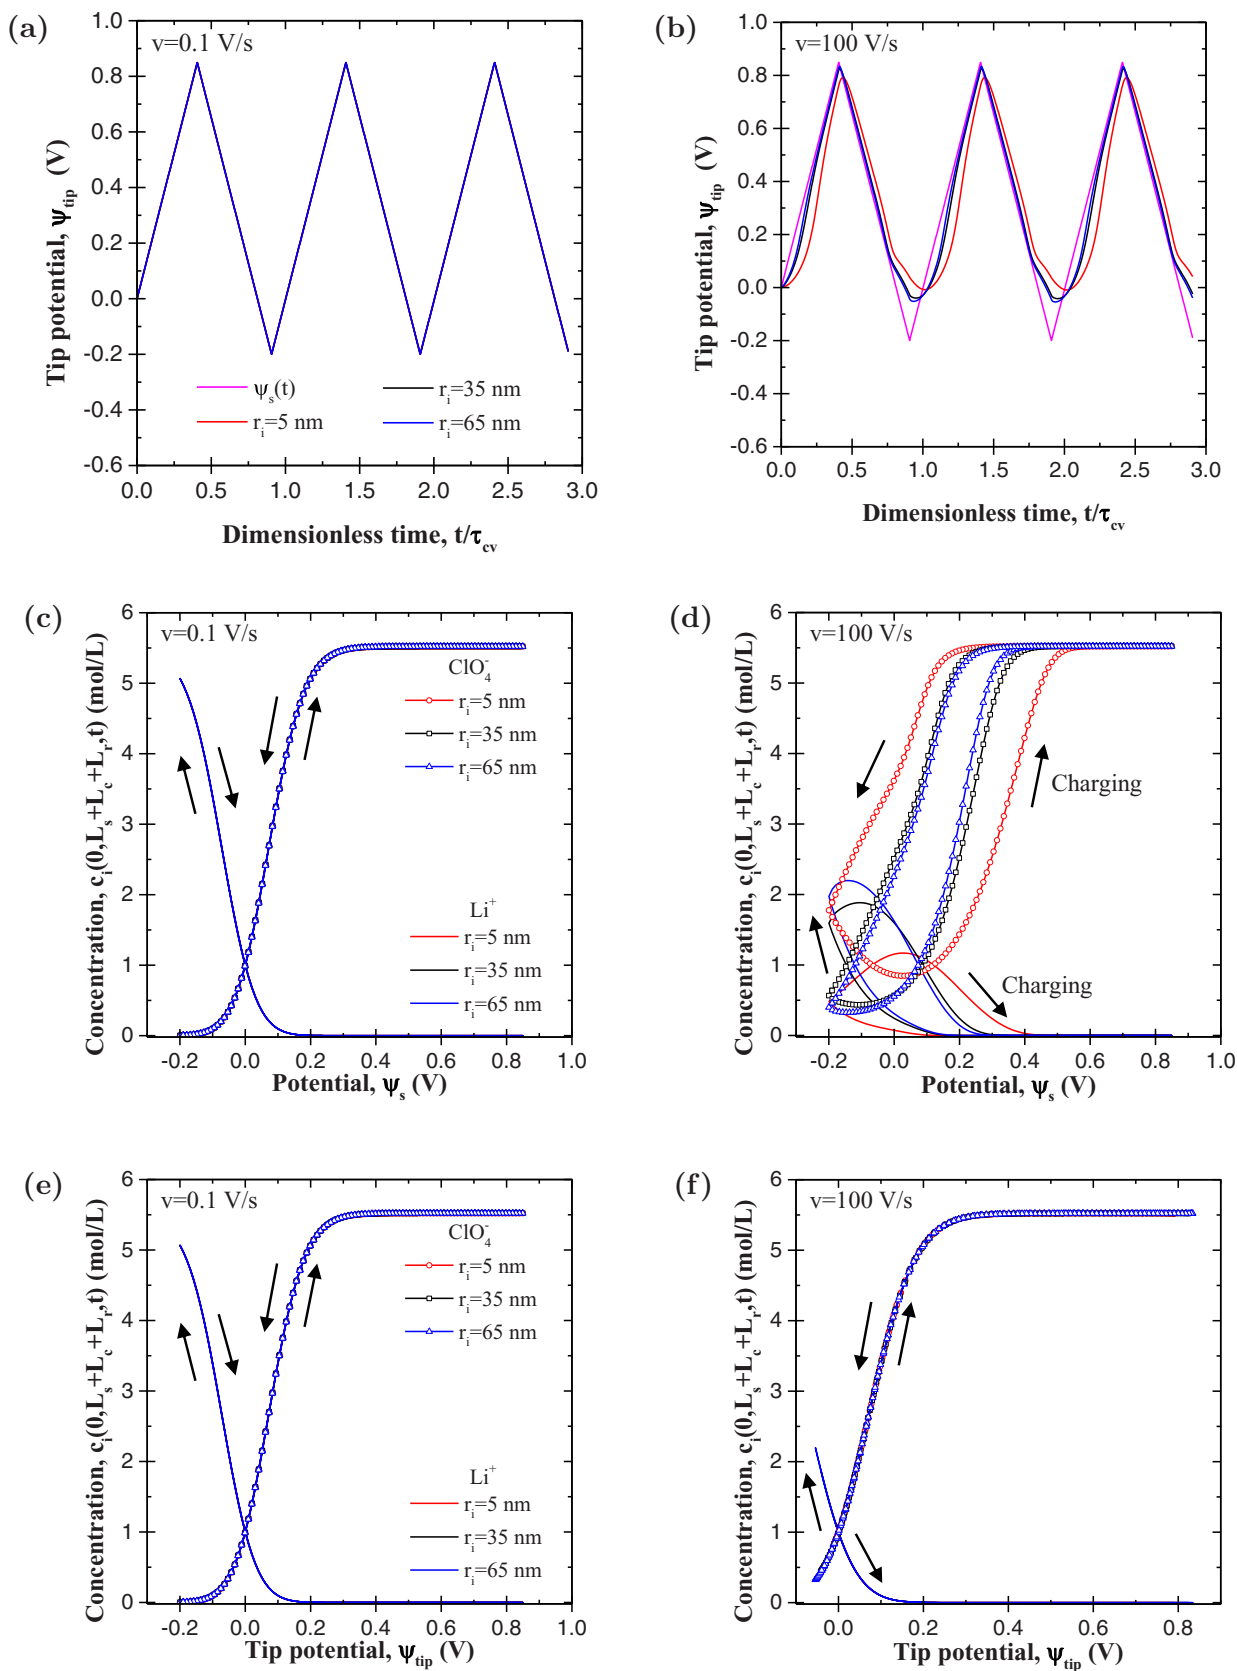 (a)
v=0.1 V/s
1.0
0.8
0.6
0.4
0.2
0.0
-0.2
-0.4
-0.6
Tip potential, ψtip (V)
ψs(t)
ri=5 nm
ri=35 nm
ri=65 nm
0.0 0.5 1.0 1.5 2.0 2.5 3.0
Dimensionless time, t/τcv
(b)
v=100 V/s
1.0
0.8
0.6
0.4
0.2
0.0
-0.2
-0.4
-0.6
Tip potential, ψtip (V)
0.0 0.5 1.0 1.5 2.0 2.5 3.0
Dimensionless time, t/τcv
(c)
v=0.1 V/s
6
5
4
3
2
1
0
Concentration, ci(0,Ls+Lc+Lr,t) (mol/L)
ClO4-
ri=5 nm
ri=35 nm
ri=65 nm
Li+
ri=5 nm
ri=35 nm
ri=65 nm
-0.2 0.0 0.2 0.4 0.6 0.8 1.0
Potential, ψs (V)
(d)
v=100 V/s
6
5
4
3
2
1
0
Concentration, ci(0,Ls+Lc+Lr,t) (mol/L)
Charging
Charging
-0.2 0.0 0.2 0.4 0.6 0.8 1.0
Potential, ψs (V)
(e)
v=0.1 V/s
6
5
4
3
2
1
0
Concentration, ci(0,Ls+Lc+Lr,t) (mol/L)
ClO4-
ri=5 nm
ri=35 nm
ri=65 nm
Li+
ri=5 nm
ri=35 nm
ri=65 nm
-0.2 0.0 0.2 0.4 0.6 0.8 1.0
Tip potential, ψtip (V)
(f)
v=100 V/s
6
5
4
3
2
1
0
Concentration, ci(0,Ls+Lc+Lr,t) (mol/L)
0.0 0.2 0.4 0.6 0.8
Tip potential, ψtip (V)